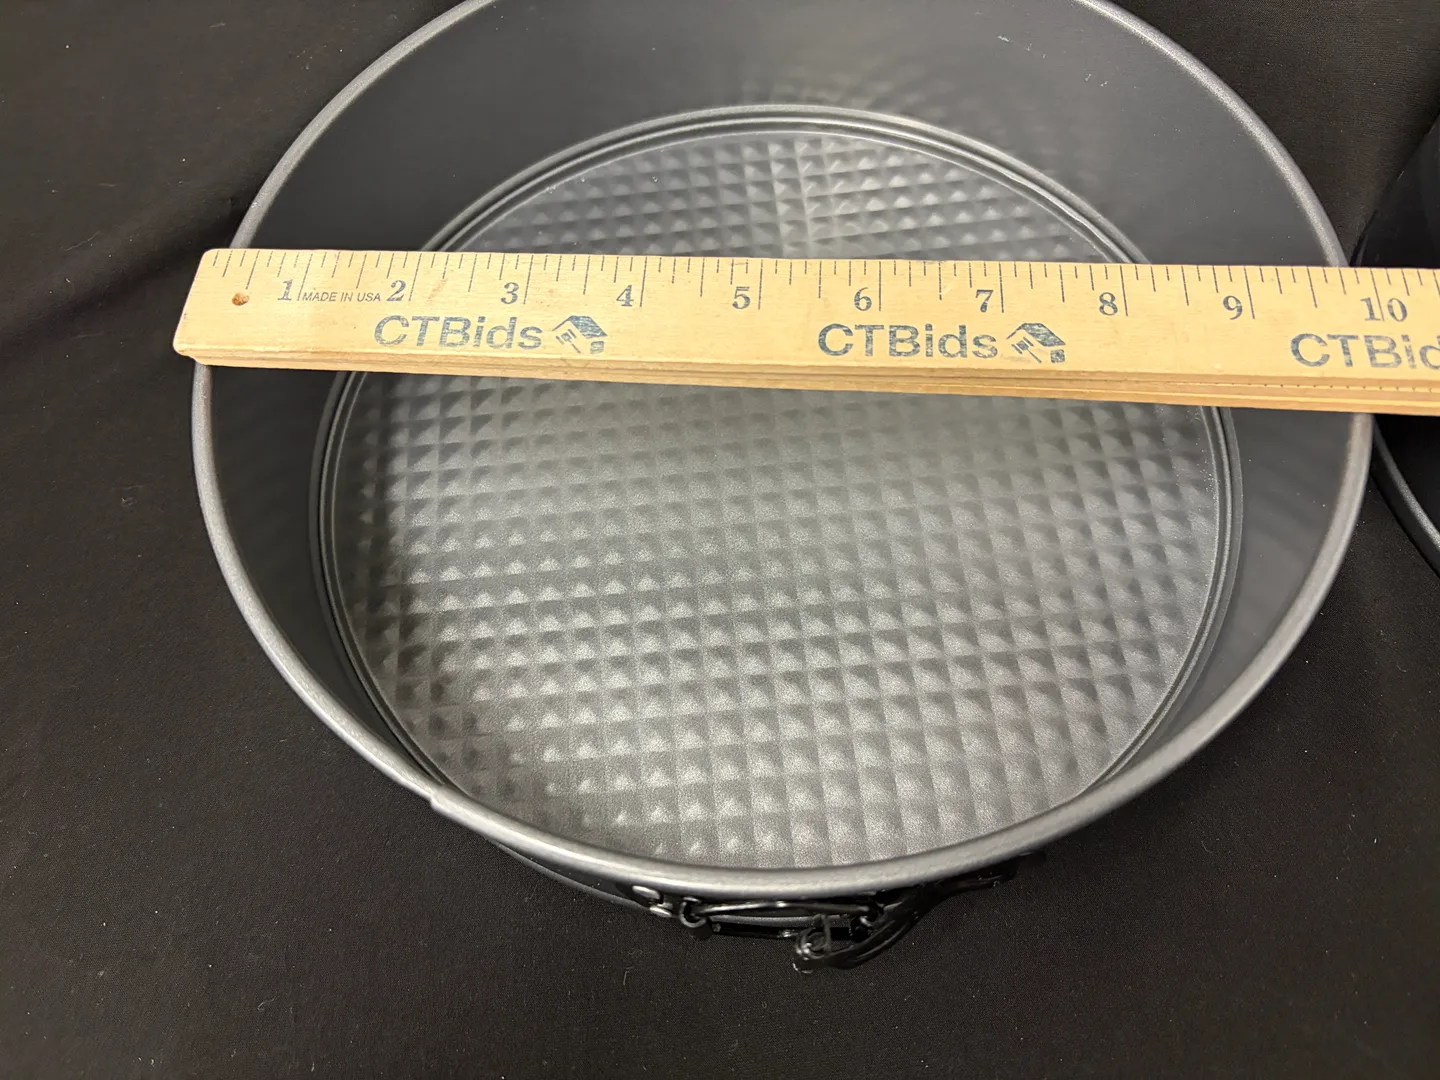 1 MADE IN USA 2 3 4 5 6 7 8 9 10
CTBids CTBids CTBid